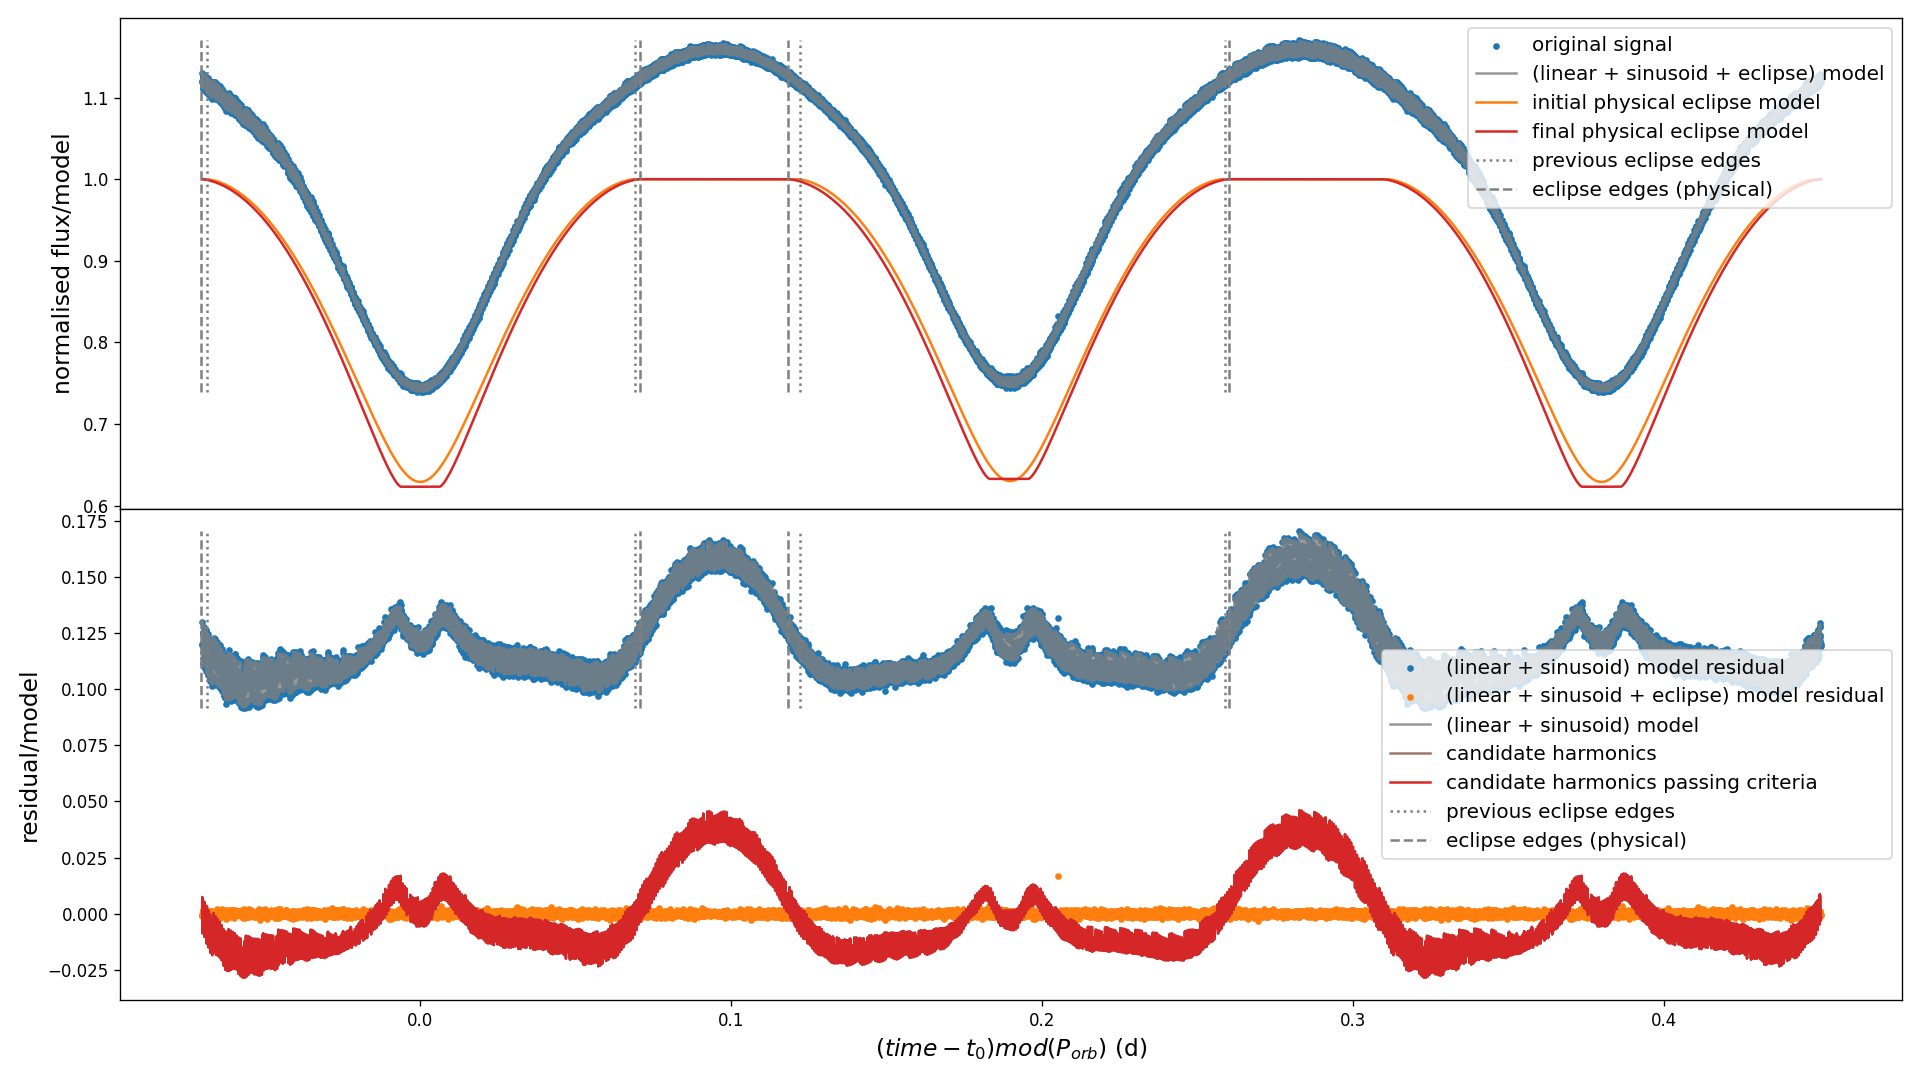 normalised flux/model
1.1
1.0
0.9
0.8
0.7
0.6
original signal
(linear + sinusoid + eclipse) model
initial physical eclipse model
final physical eclipse model
previous eclipse edges
eclipse edges (physical)
residual/model
0.175
0.150
0.125
0.100
0.075
0.050
0.025
0.000
−0.025
(linear + sinusoid) model residual
(linear + sinusoid + eclipse) model residual
(linear + sinusoid) model
candidate harmonics
candidate harmonics passing criteria
previous eclipse edges
eclipse edges (physical)
0.0 0.1 0.2 0.3 0.4
(time − t₀)mod(Pₒᵣb) (d)